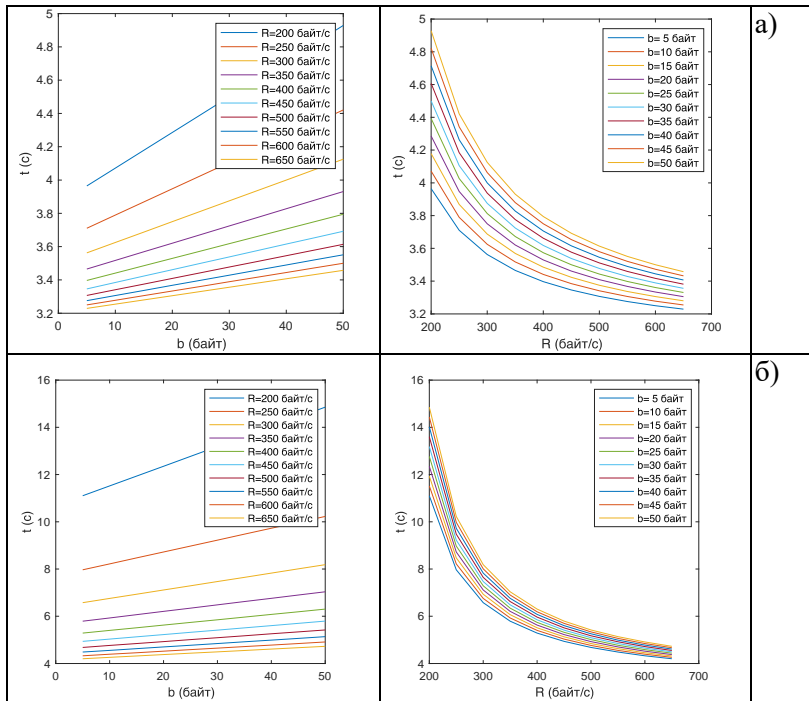 5
4.8
4.6
4.4
4.2
4
3.8
3.6
3.4
3.2
0
10
20
30
40
50
t (с)
b (байт)
R=200 байт/с
R=250 байт/с
R=300 байт/с
R=350 байт/с
R=400 байт/с
R=450 байт/с
R=500 байт/с
R=550 байт/с
R=600 байт/с
R=650 байт/с
5
4.8
4.6
4.4
4.2
4
3.8
3.6
3.4
3.2
200
300
400
500
600
700
t (с)
R (байт/с)
b= 5 байт
b=10 байт
b=15 байт
b=20 байт
b=25 байт
b=30 байт
b=35 байт
b=40 байт
b=45 байт
b=50 байт
а)
16
14
12
10
8
6
4
0
10
20
30
40
50
t (с)
b (байт)
R=200 байт/с
R=250 байт/с
R=300 байт/с
R=350 байт/с
R=400 байт/с
R=450 байт/с
R=500 байт/с
R=550 байт/с
R=600 байт/с
R=650 байт/с
16
14
12
10
8
6
4
200
300
400
500
600
700
t (с)
R (байт/с)
b= 5 байт
b=10 байт
b=15 байт
b=20 байт
b=25 байт
b=30 байт
b=35 байт
b=40 байт
b=45 байт
b=50 байт
б)